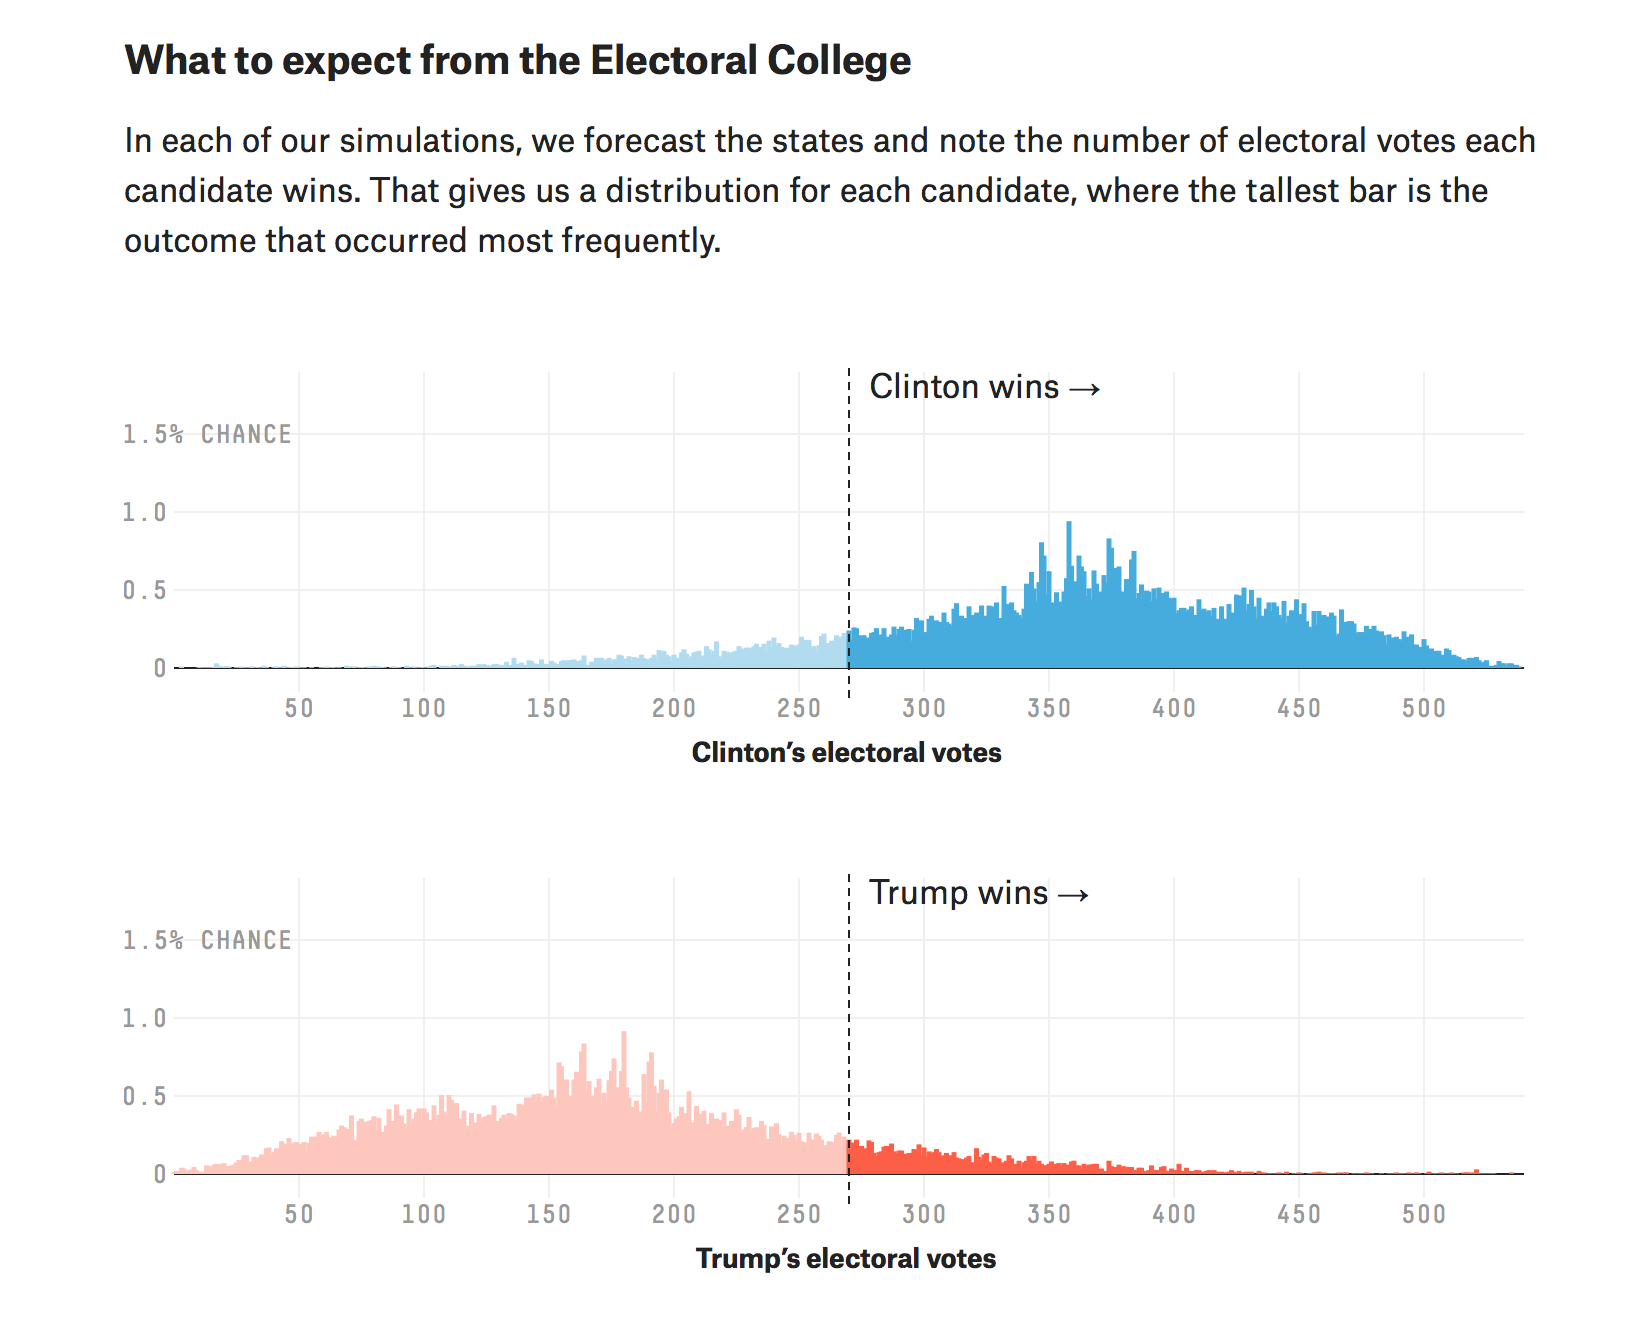 What to expect from the Electoral College
In each of our simulations, we forecast the states and note the number of electoral votes each
candidate wins. That gives us a distribution for each candidate, where the tallest bar is the
outcome that occurred most frequently.
Clinton wins →
1.5% CHANCE
1.0
0.5
0
50 100 150 200 250 300 350 400 450 500
Clinton’s electoral votes
Trump wins →
1.5% CHANCE
1.0
0.5
0
50 100 150 200 250 300 350 400 450 500
Trump’s electoral votes